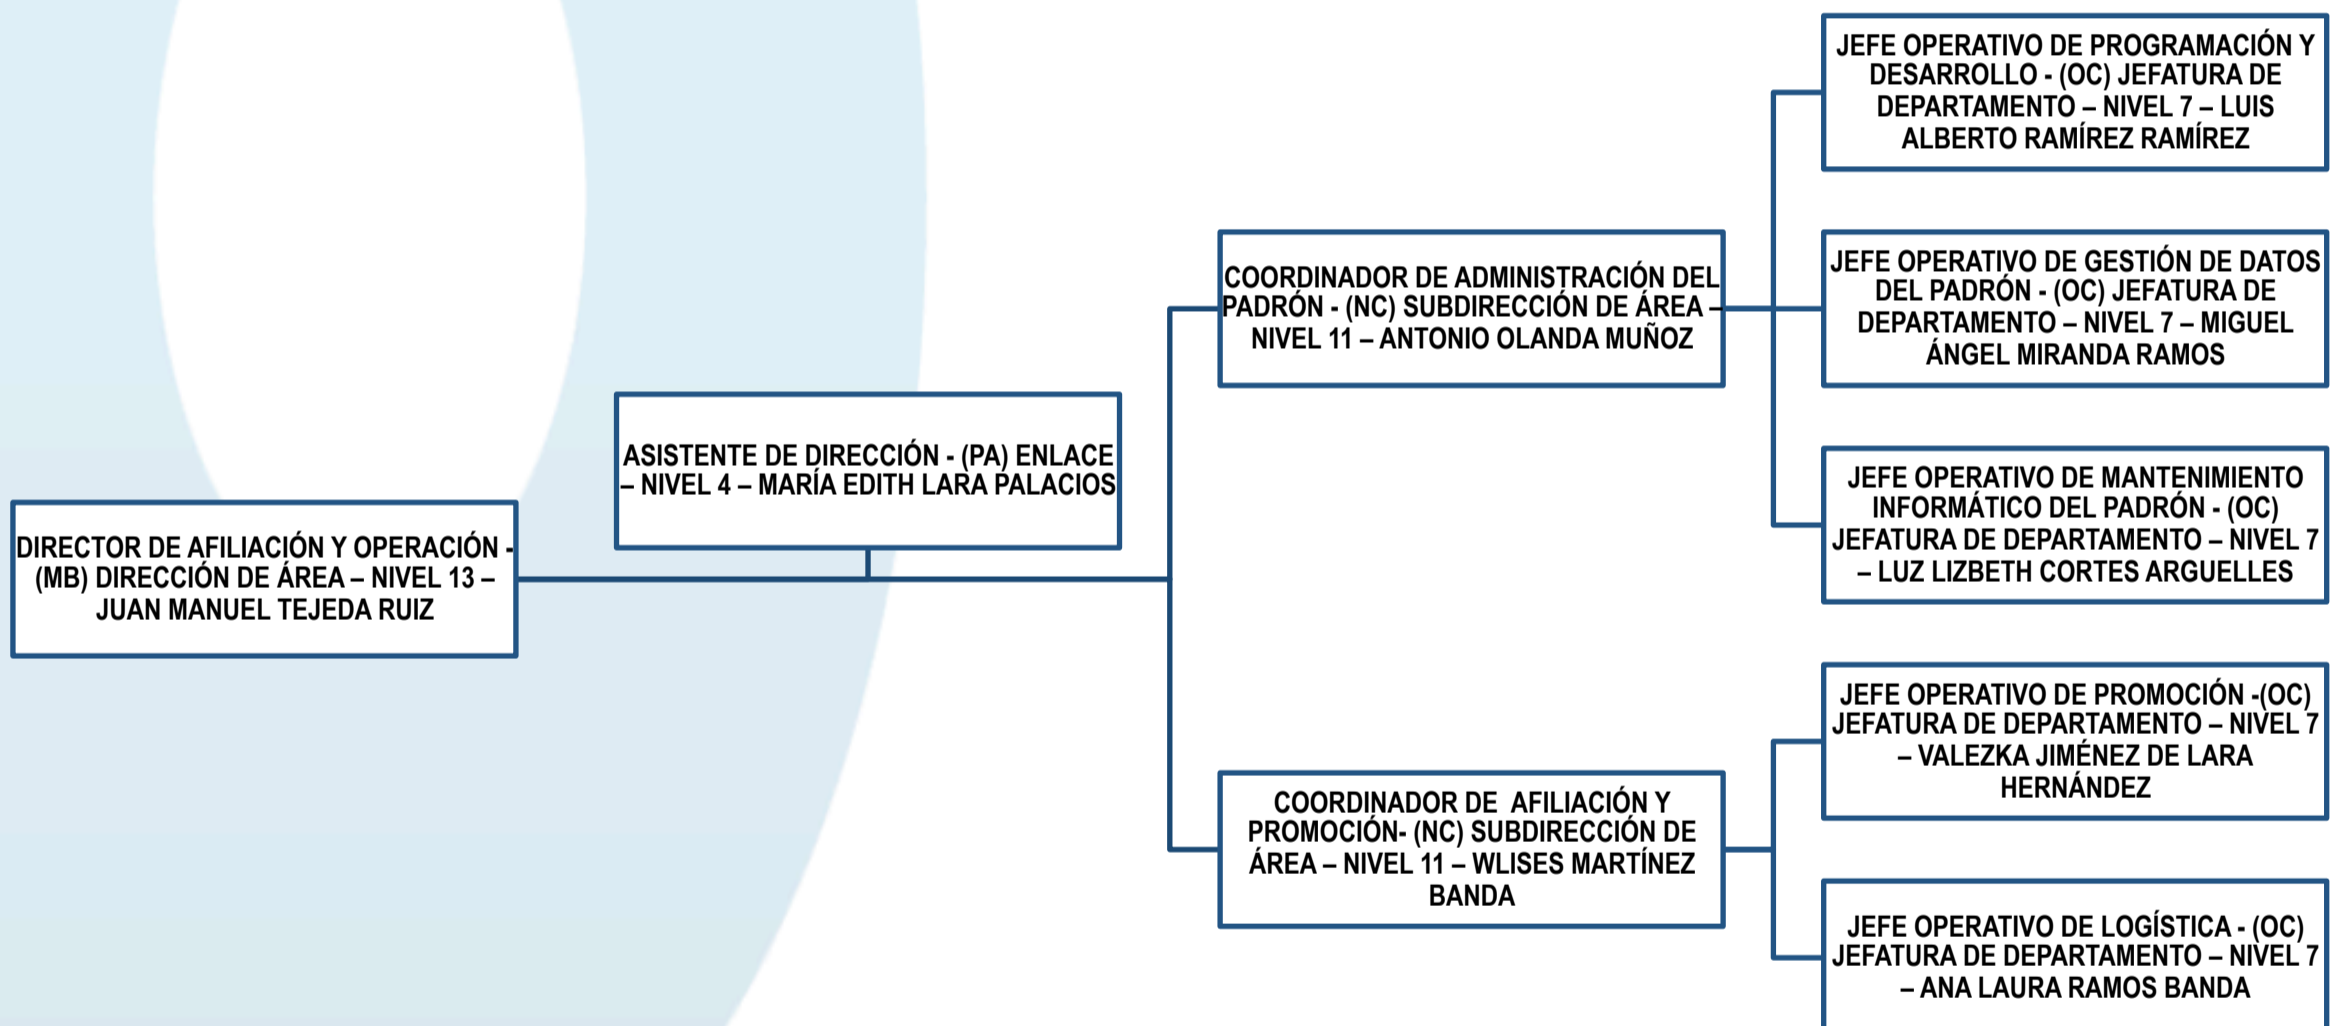 DIRECTOR DE AFILIACIÓN Y OPERACIÓN -
(MB) DIRECCIÓN DE ÁREA – NIVEL 13 –
JUAN MANUEL TEJEDA RUIZ
ASISTENTE DE DIRECCIÓN - (PA) ENLACE
– NIVEL 4 – MARÍA EDITH LARA PALACIOS
COORDINADOR DE ADMINISTRACIÓN DEL
PADRÓN - (NC) SUBDIRECCIÓN DE ÁREA –
NIVEL 11 – ANTONIO OLANDA MUÑOZ
JEFE OPERATIVO DE PROGRAMACIÓN Y
DESARROLLO - (OC) JEFATURA DE
DEPARTAMENTO – NIVEL 7 – LUIS
ALBERTO RAMÍREZ RAMÍREZ
JEFE OPERATIVO DE GESTIÓN DE DATOS
DEL PADRÓN - (OC) JEFATURA DE
DEPARTAMENTO – NIVEL 7 – MIGUEL
ÁNGEL MIRANDA RAMOS
JEFE OPERATIVO DE MANTENIMIENTO
INFORMÁTICO DEL PADRÓN - (OC)
JEFATURA DE DEPARTAMENTO – NIVEL 7
– LUZ LIZBETH CORTES ARGUELLES
COORDINADOR DE  AFILIACIÓN Y
PROMOCIÓN- (NC) SUBDIRECCIÓN DE
ÁREA – NIVEL 11 – WLISES MARTÍNEZ
BANDA
JEFE OPERATIVO DE PROMOCIÓN -(OC)
JEFATURA DE DEPARTAMENTO – NIVEL 7
– VALEZKA JIMÉNEZ DE LARA
HERNÁNDEZ
JEFE OPERATIVO DE LOGÍSTICA - (OC)
JEFATURA DE DEPARTAMENTO – NIVEL 7
– ANA LAURA RAMOS BANDA